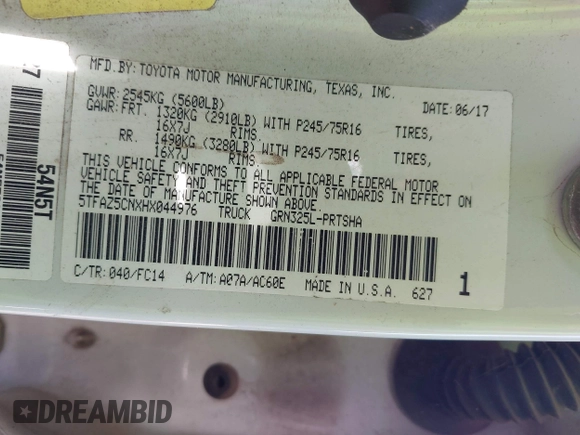 MFD.BY:TOYOTA MOTOR MANUFACTURING, TEXAS, INC.
GVWR:2545KG (5600LB) DATE:06/17
GAWR:FRT. 1320KG (2910LB) WITH P245/75R16 TIRES,
16X7J RIMS.
RR. 1490KG (3280LB) WITH P245/75R16 TIRES,
16X7J RIMS.
THIS VEHICLE CONFORMS TO ALL APPLICABLE FEDERAL MOTOR
VEHICLE SAFETY AND THEFT PREVENTION STANDARDS IN EFFECT
ON THE DATE OF MANUFACTURE SHOWN ABOVE.
5TFAZ5CNXHX044976 TRUCK GRN325L-PRTSHA
C/TR:040/FC14 A/TM:A07A/AC60E MADE IN U.S.A. 627
1
54N5T
DREAMBID